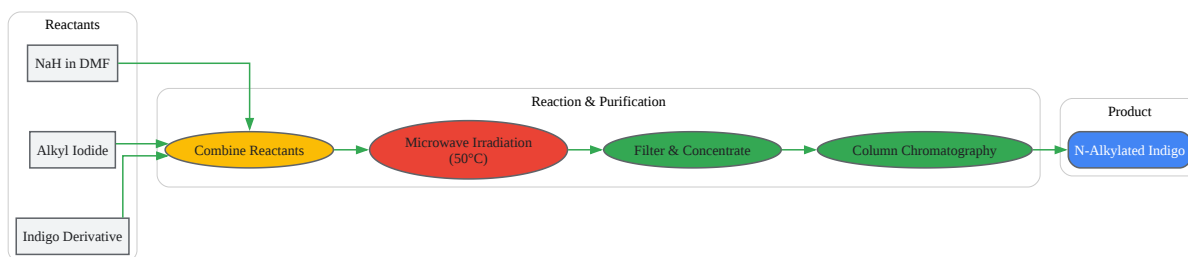 Reactants
NaH in DMF
Alkyl Iodide
Indigo Derivative
Reaction & Purification
Combine Reactants
Microwave Irradiation
(50°C)
Filter & Concentrate
Column Chromatography
Product
N-Alkylated Indigo